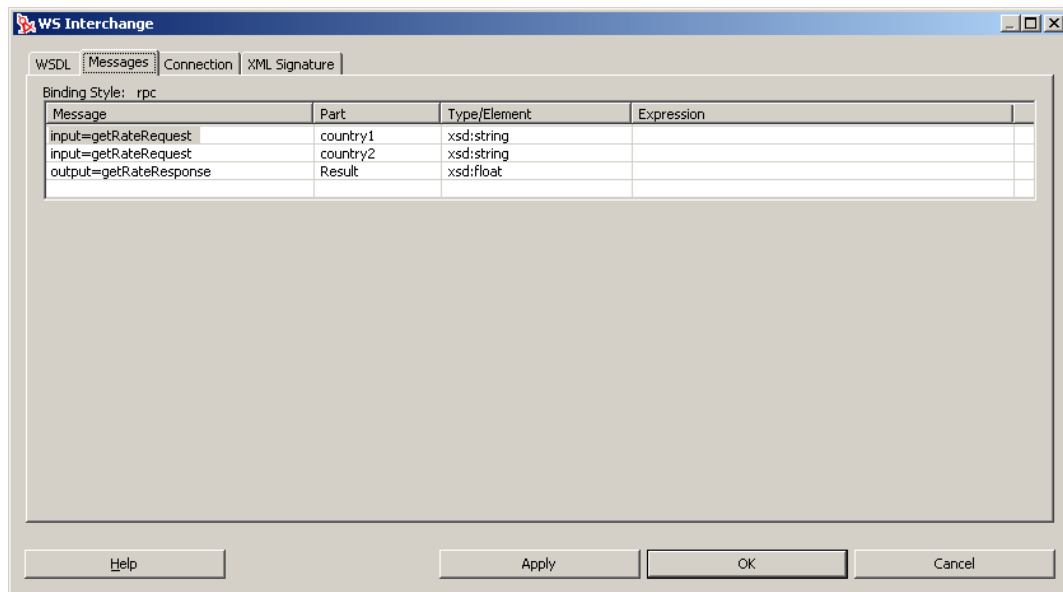 WS Interchange
WSDL Messages Connection XML Signature
Binding Style: rpc
Message Part Type/Element Expression
input=getRateRequest country1 xsd:string
input=getRateRequest country2 xsd:string
output=getRateResponse Result xsd:float
Help Apply OK Cancel